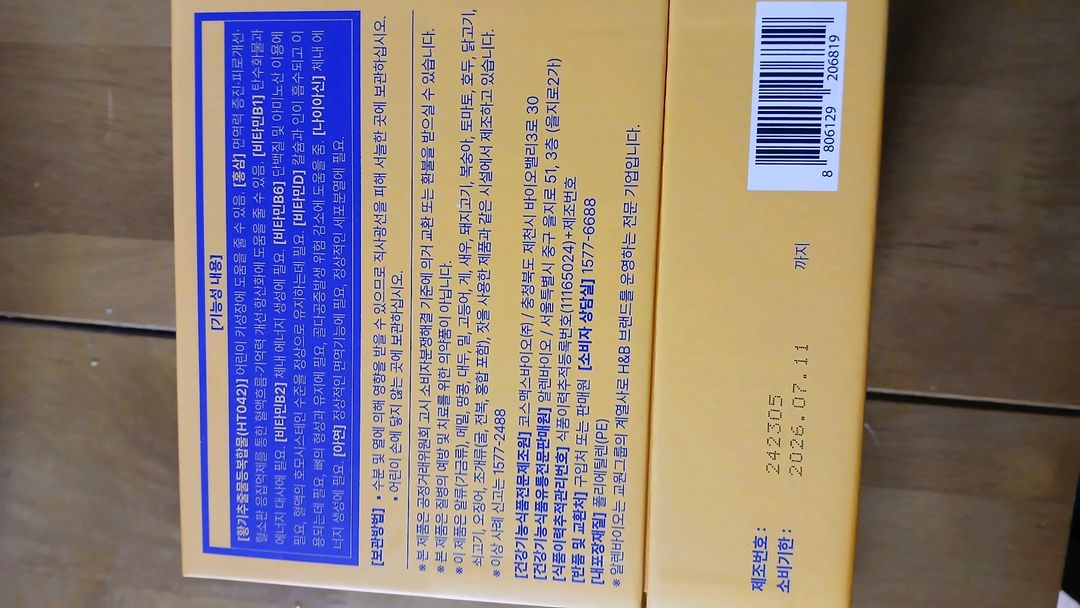 [기능성 내용]
[황기추출물등복합물(HT042)] 어린이 키성장에 도움을 줄 수 있음. [홍삼] 면역력 증진·피로개선·
혈소판 응집억제를 통한 혈액흐름·기억력 개선·항산화에 도움을 줄 수 있음. [비타민B1] 탄수화물과
에너지 대사에 필요. [비타민B2] 체내 에너지 생성에 필요. [비타민B6] 단백질 및 아미노산 이용에
필요, 혈액의 호모시스테인 수준을 정상으로 유지하는데 필요. [비타민D] 칼슘과 인이 흡수되고 이
용되는데 필요, 뼈의 형성과 유지에 필요, 골다공증발생 위험 감소에 도움을 줌. [나이아신] 체내 에
너지 생성에 필요. [아연] 정상적인 면역기능에 필요, 정상적인 세포분열에 필요.
[보관방법] • 수분 및 열에 의해 영향을 받을 수 있으므로 직사광선을 피해 서늘한 곳에 보관하십시오.
• 어린이 손에 닿지 않는 곳에 보관하십시오.
※ 본 제품은 공정거래위원회 고시 소비자분쟁해결 기준에 의거 교환 또는 환불을 받으실 수 있습니다.
※ 본 제품은 질병의 예방 및 치료를 위한 의약품이 아닙니다.
※ 이 제품은 알류(가금류), 메밀, 땅콩, 대두, 밀, 고등어, 게, 새우, 돼지고기, 복숭아, 토마토, 호두, 닭고기,
쇠고기, 오징어, 조개류(굴, 전복, 홍합 포함), 잣을 사용한 제품과 같은 시설에서 제조하고 있습니다.
※ 이상 사례 신고는 1577-2488
[건강기능식품전문제조원] 코스맥스바이오(주) / 충청북도 제천시 바이오밸리3로 30
[건강기능식품유통전문판매원] 알렌바이오 / 서울특별시 중구 을지로 51, 3층 (을지로2가)
[식품이력추적관리번호] 식품이력추적등록번호(11165024)+제조번호
[반품 및 교환처] 구입처 또는 판매원 [소비자 상담실] 1577-6688
[내포장재질] 폴리에틸렌(PE)
※ 알렌바이오는 교원그룹의 계열사로 H&B 브랜드를 운영하는 전문 기업입니다.
제조번호 : 242305
소비기한 : 2026.07.11 까지
8 806129 206819